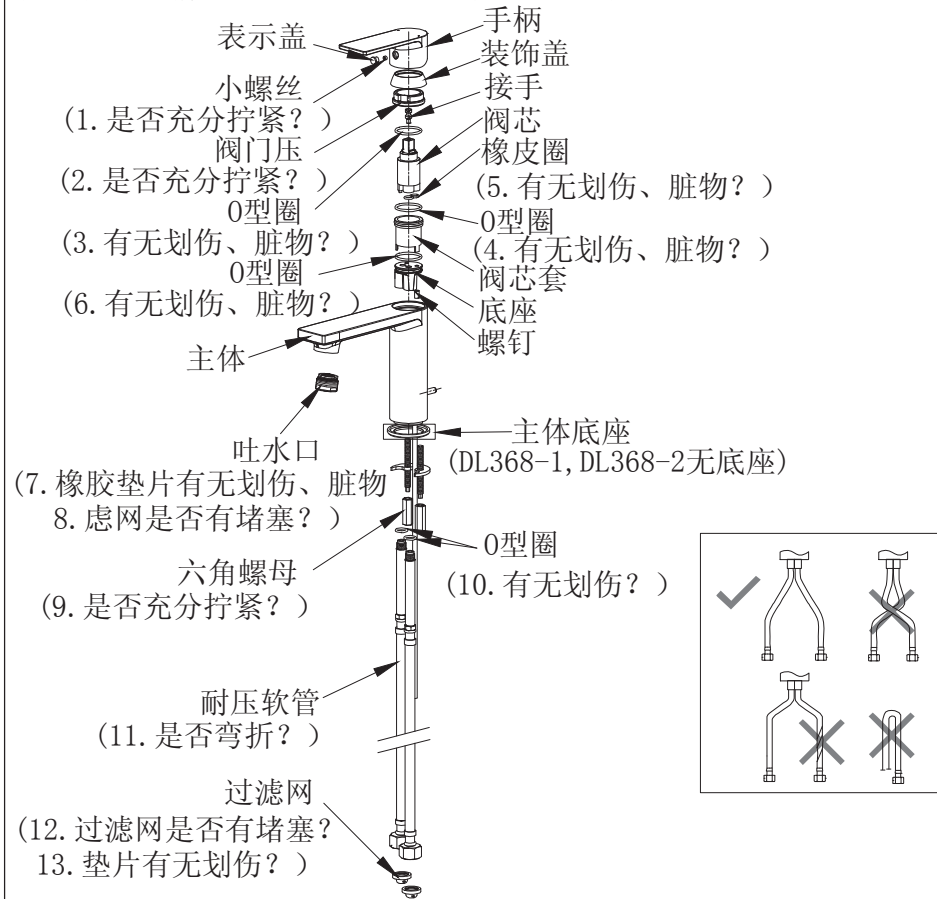 手柄
表示盖
装饰盖
小螺丝
接手
(1.是否充分拧紧？)
阀芯
阀门压
橡皮圈
(2.是否充分拧紧？)
(5.有无划伤、脏物？)
O型圈
O型圈
(3.有无划伤、脏物？)
(4.有无划伤、脏物？)
O型圈
阀芯套
(6.有无划伤、脏物？)
底座
螺钉
主体
主体底座
吐水口
(DL368-1,DL368-2无底座)
(7.橡胶垫片有无划伤、脏物
8.虑网是否有堵塞？)
O型圈
六角螺母
(10.有无划伤？)
(9.是否充分拧紧？)
耐压软管
(11.是否弯折？)
过滤网
(12.过滤网是否有堵塞？
13.垫片有无划伤？)